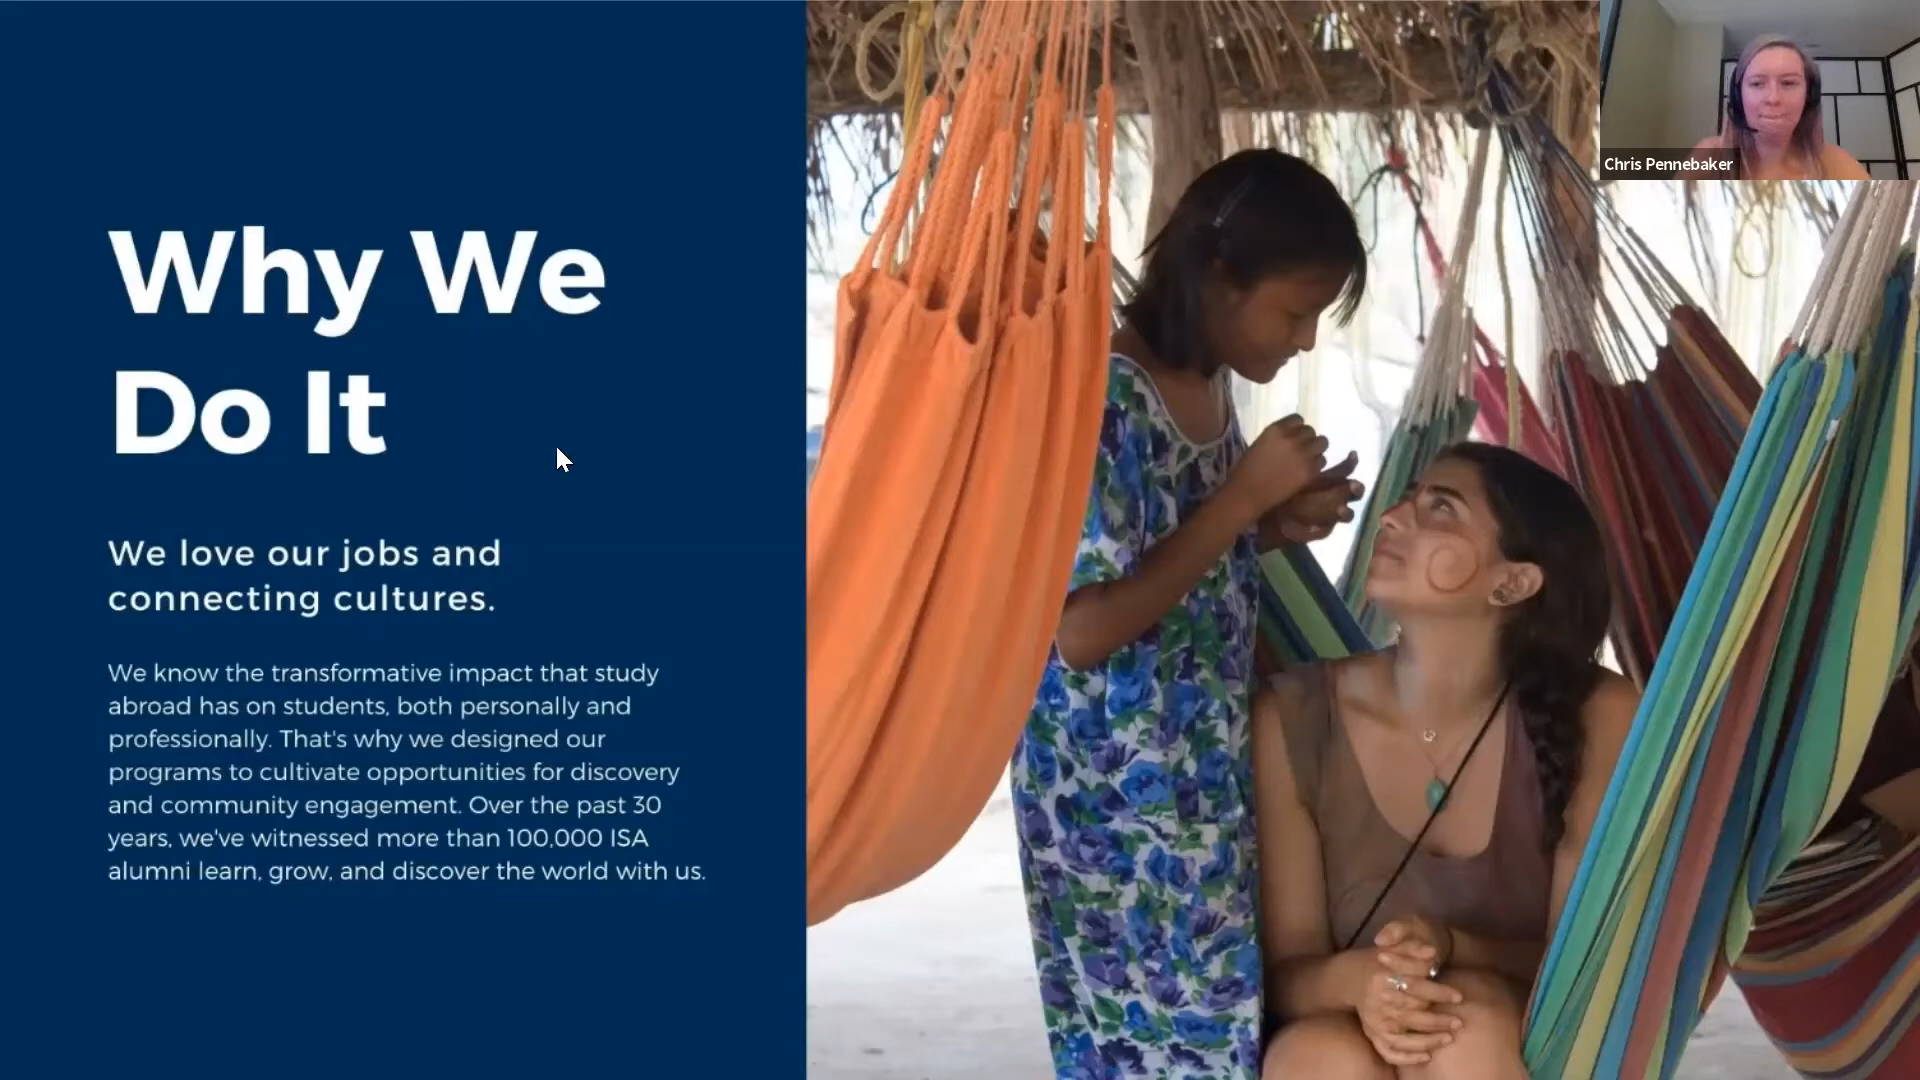 Why We
Do It
We love our jobs and
connecting cultures.
We know the transformative impact that study
abroad has on students, both personally and
professionally. That's why we designed our
programs to cultivate opportunities for discovery
and community engagement. Over the past 30
years, we've witnessed more than 100,000 ISA
alumni learn, grow, and discover the world with us.
Chris Pennebaker